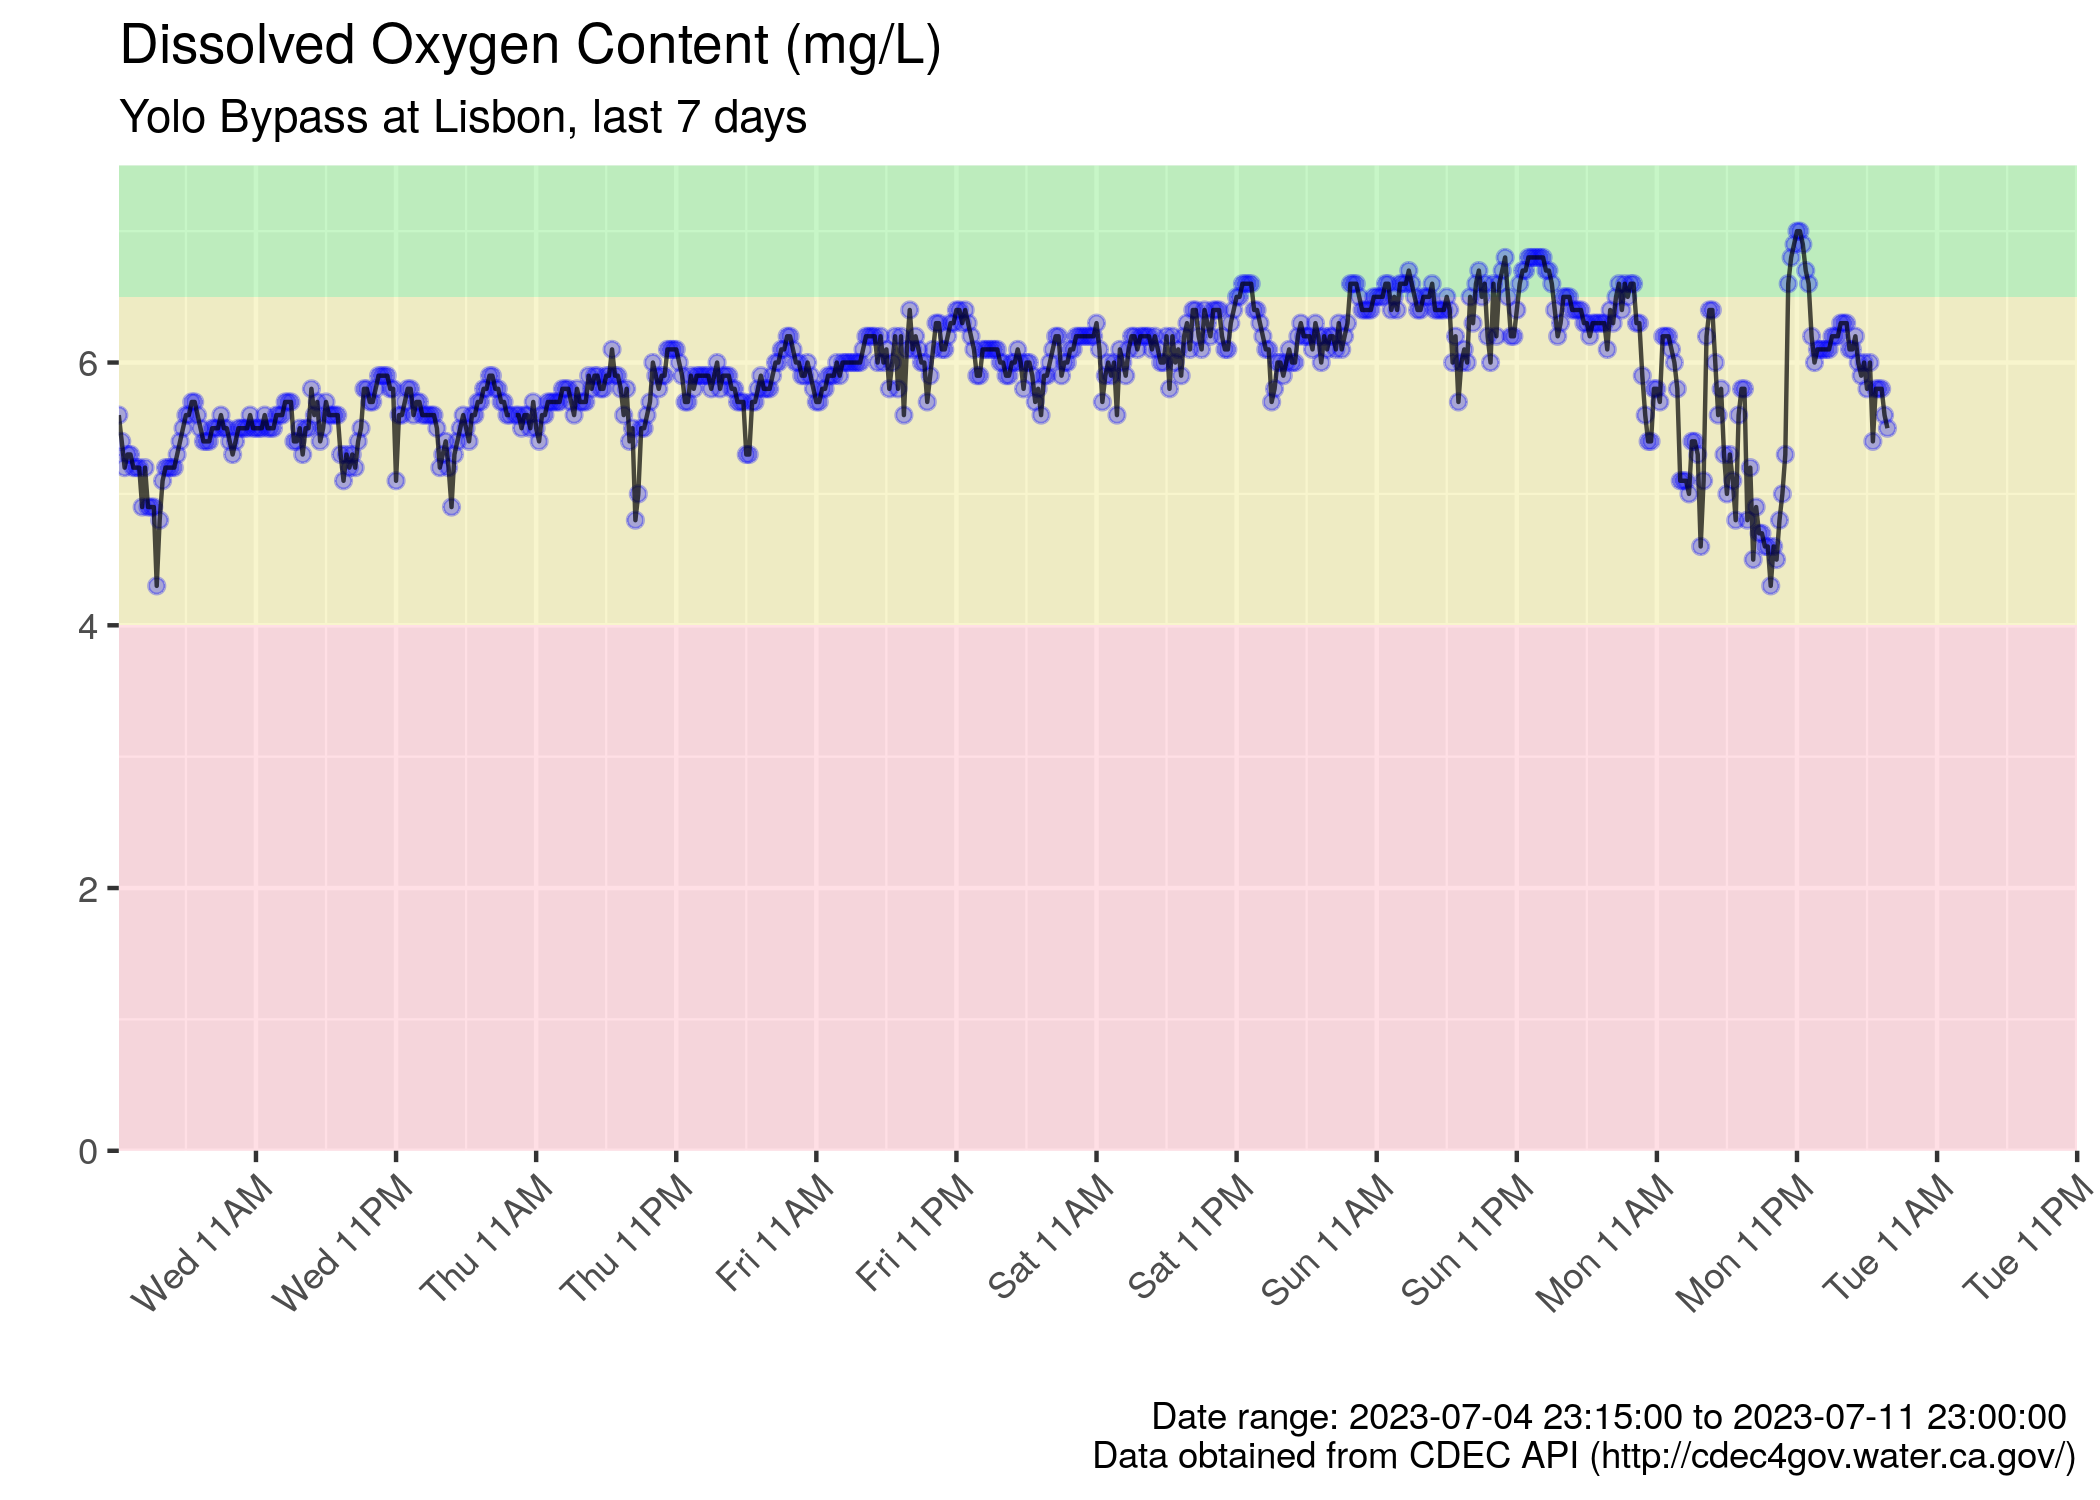 Dissolved Oxygen Content (mg/L)
Yolo Bypass at Lisbon, last 7 days
6
4
2
0
Wed 11AM
Wed 11PM
Thu 11AM
Thu 11PM
Fri 11AM
Fri 11PM
Sat 11AM
Sat 11PM
Sun 11AM
Sun 11PM
Mon 11AM
Mon 11PM
Tue 11AM
Tue 11PM
Date range: 2023-07-04 23:15:00 to 2023-07-11 23:00:00
Data obtained from CDEC API (http://cdec4gov.water.ca.gov/)